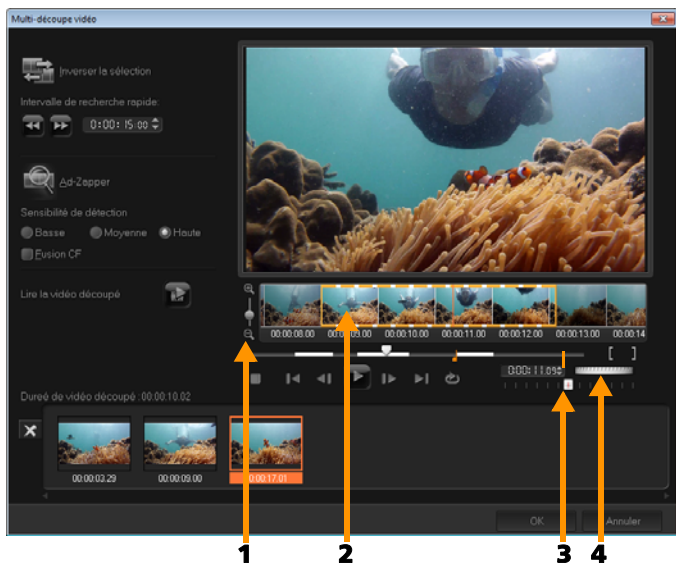 Multi-découpe vidéo
Inverser la sélection
Intervalle de recherche rapide:
0:00:15:00
Ad-Zapper
Sensibilité de détection
Basse Moyenne Haute
Fusion CF
Lire la vidéo découpé
00:00:08.00 00:00:09.00 00:00:10.00 00:00:11.00 00:00:12.00 00:00:13.00 00:00:14
[ ]
0:00:11.09
Dureé de vidéo découpé :00:00:10.02
00:00:03.29 00:00:09.00 00:00:17.01
OK Annuler
1 2 3 4